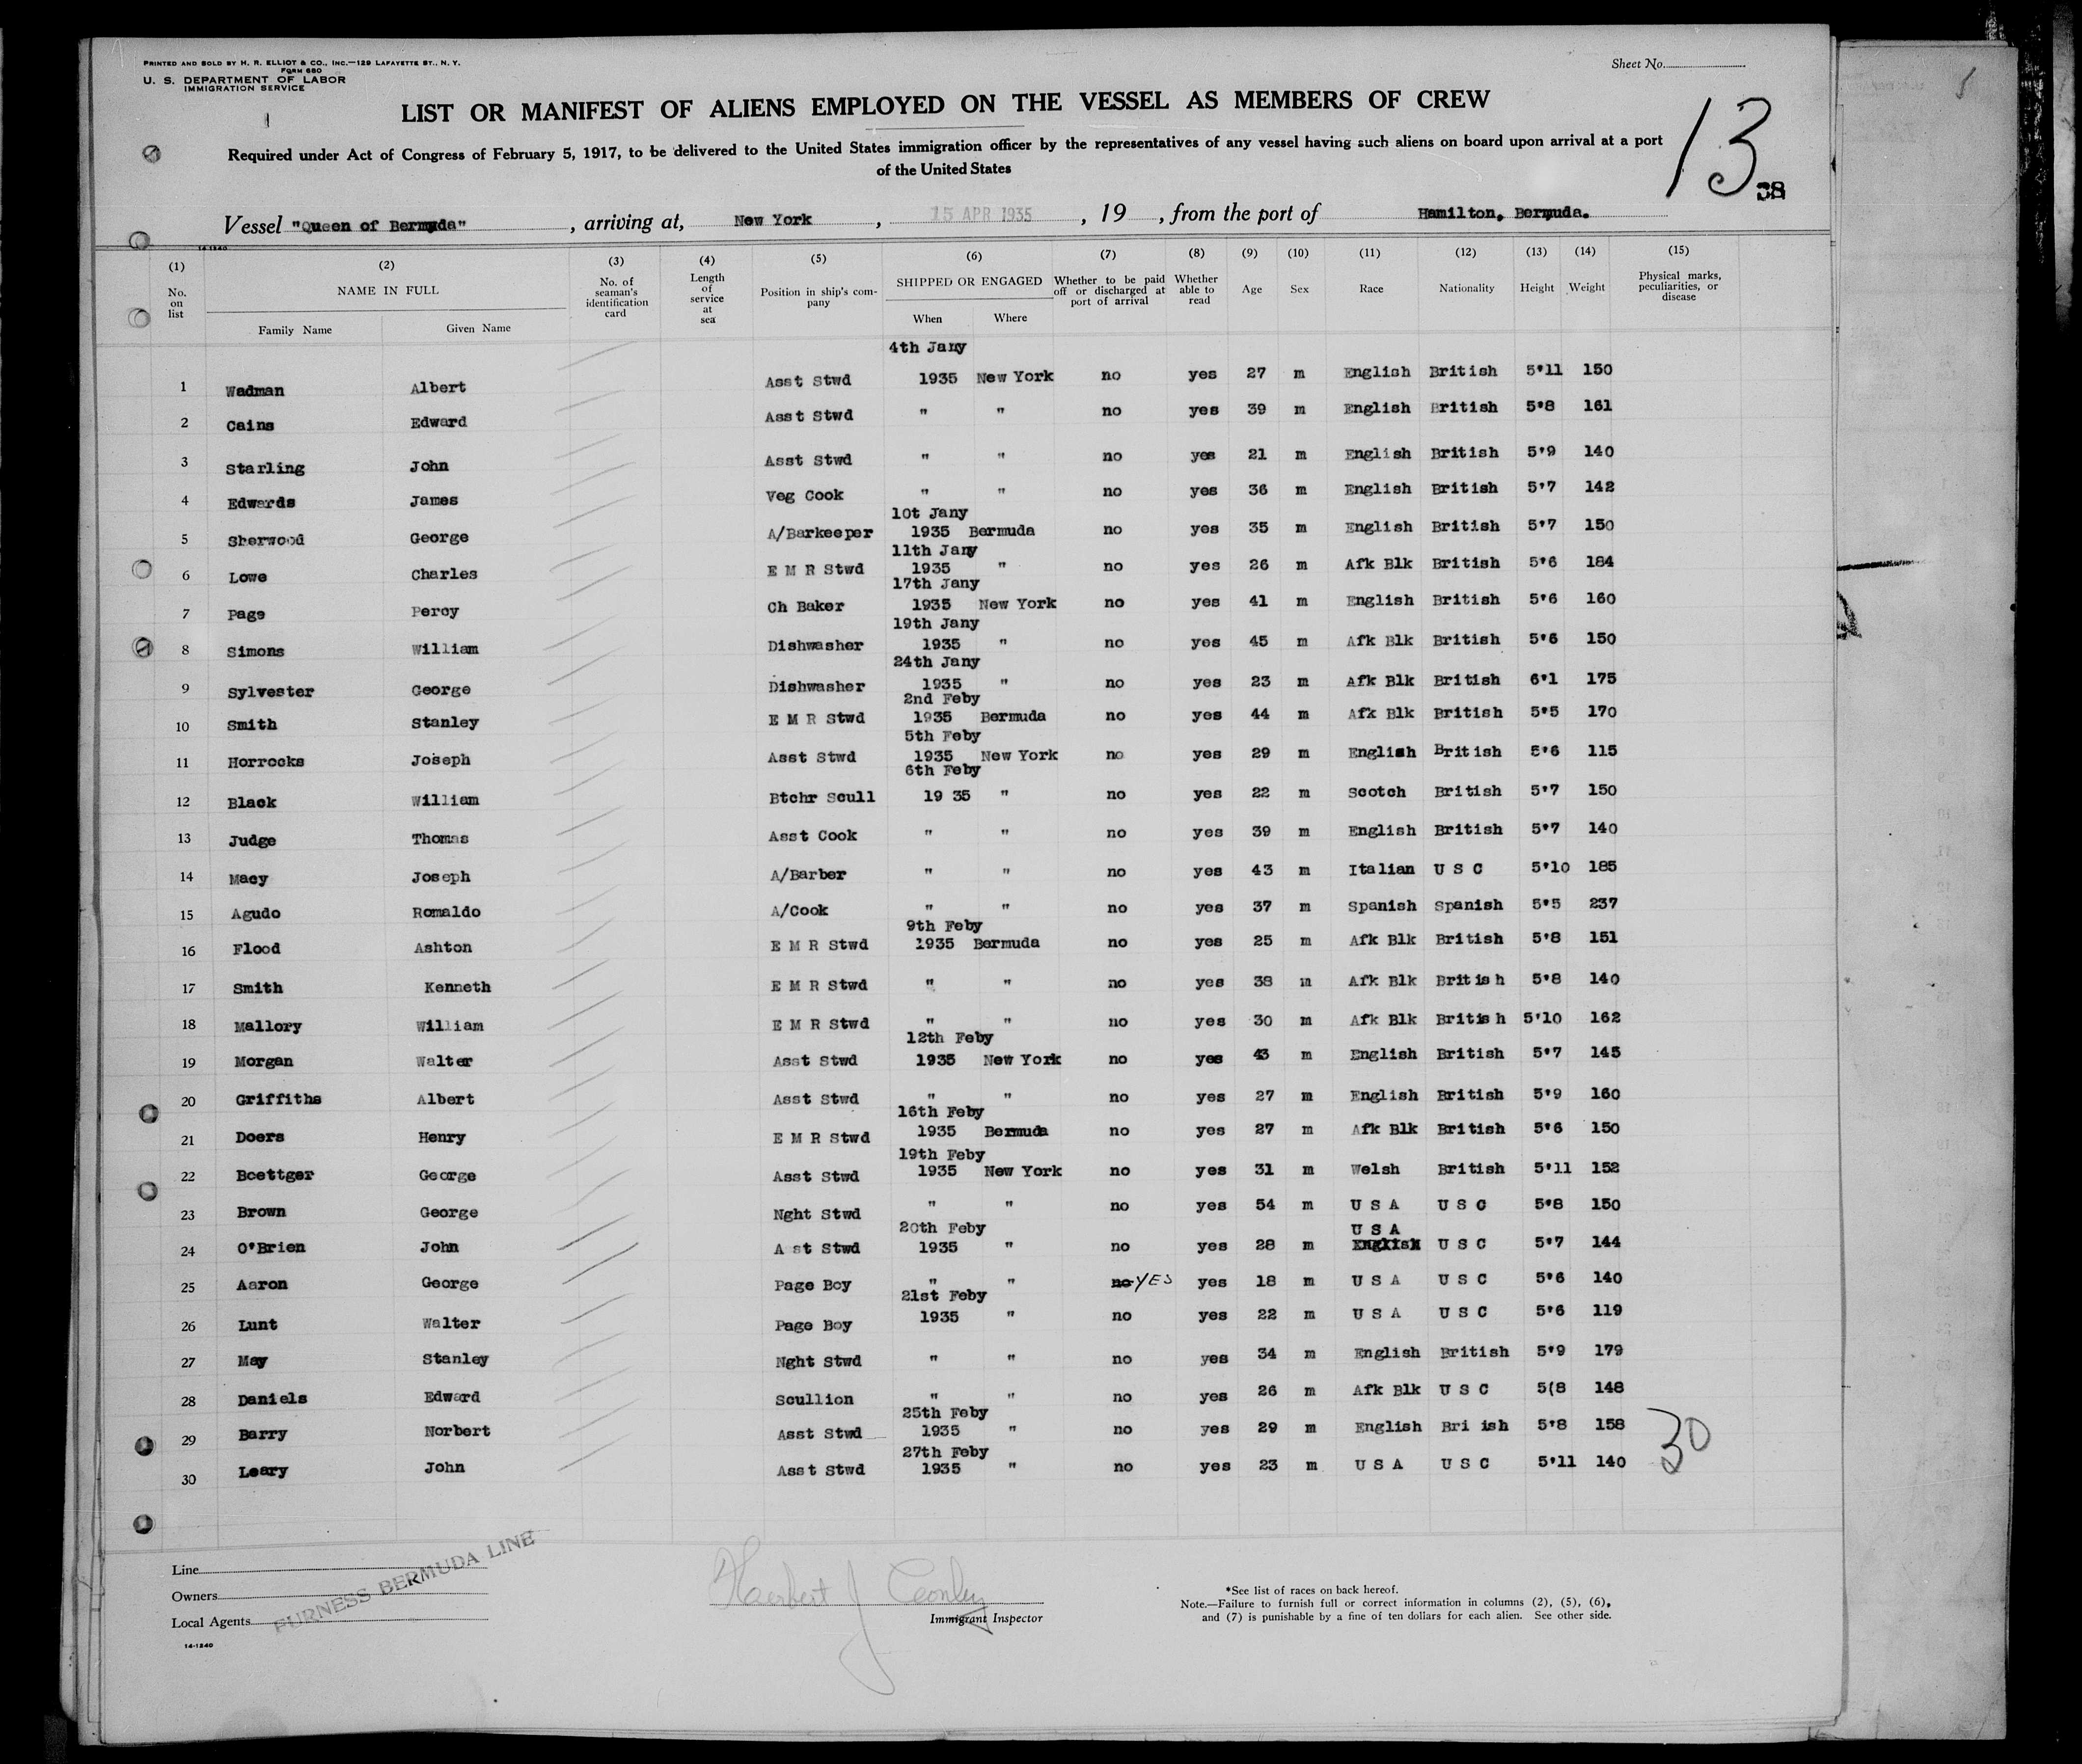 PRINTED AND SOLD BY H. R. ELLIOT & CO., INC.—129 LAFAYETTE ST., N. Y.
FORM 680
U. S. DEPARTMENT OF LABOR
IMMIGRATION SERVICE
Sheet No.
LIST OR MANIFEST OF ALIENS EMPLOYED ON THE VESSEL AS MEMBERS OF CREW
13
Required under Act of Congress of February 5, 1917, to be delivered to the United States immigration officer by the representatives of any vessel having such aliens on board upon arrival at a port
of the United States
38
Vessel "Queen of Bermuda", arriving at, New York, 15 APR 1935, 19 , from the port of Hamilton, Bermuda.
14-1240
(1) (2) (3) (4) (5) (6) (7) (8) (9) (10) (11) (12) (13) (14) (15)
No. on list NAME IN FULL Family Name Given Name No. of seaman's identification card Length of service at sea Position in ship's company SHIPPED OR ENGAGED When Where Whether to be paid off or discharged at port of arrival Whether able to read Age Sex Race Nationality Height Weight Physical marks, peculiarities, or disease
4th Jany
1 Wadman Albert Asst Stwd 1935 New York no yes 27 m English British 5'11 150
2 Cains Edward Asst Stwd " " no yes 39 m English British 5'8 161
3 Starling John Asst Stwd " " no yes 21 m English British 5'9 140
4 Edwards James Veg Cook " " no yes 36 m English British 5'7 142
10t Jany
5 Sherwood George A/Barkeeper 1935 Bermuda no yes 35 m English British 5'7 150
11th Jany
6 Lowe Charles E M R Stwd 1935 " no yes 26 m Afk Blk British 5'6 184
17th Jany
7 Page Percy Ch Baker 1935 New York no yes 41 m English British 5'6 160
19th Jany
8 Simons William Dishwasher 1935 " no yes 45 m Afk Blk British 5'6 150
24th Jany
9 Sylvester George Dishwasher 1935 " no yes 23 m Afk Blk British 6'1 175
2nd Feby
10 Smith Stanley E M R Stwd 1935 Bermuda no yes 44 m Afk Blk British 5'5 170
5th Feby
11 Horrocks Joseph Asst Stwd 1935 New York no yes 29 m English British 5'6 115
6th Feby
12 Black William Btchr Scull 19 35 " no yes 22 m Scotch British 5'7 150
13 Judge Thomas Asst Cook " " no yes 39 m English British 5'7 140
14 Macy Joseph A/Barber " " no yes 43 m Italian U S C 5'10 185
15 Agudo Romaldo A/Cook " " no yes 37 m Spanish Spanish 5'5 237
9th Feby
16 Flood Ashton E M R Stwd 1935 Bermuda no yes 25 m Afk Blk British 5'8 151
17 Smith Kenneth E M R Stwd " " no yes 38 m Afk Blk British 5'8 140
18 Mallory William E M R Stwd " " no yes 30 m Afk Blk British 5'10 162
12th Feby
19 Morgan Walter Asst Stwd 1935 New York no yes 43 m English British 5'7 145
20 Griffiths Albert Asst Stwd " " no yes 27 m English British 5'9 160
16th Feby
21 Doers Henry E M R Stwd 1935 Bermuda no yes 27 m Afk Blk British 5'6 150
19th Feby
22 Boettger George Asst Stwd 1935 New York no yes 31 m Welsh British 5'11 152
23 Brown George Nght Stwd " " no yes 54 m U S A U S C 5'8 150
20th Feby U S A
24 O'Brien John A st Stwd 1935 " no yes 28 m English U S C 5'7 144
25 Aaron George Page Boy " " no YES yes 18 m U S A U S C 5'6 140
21st Feby
26 Lunt Walter Page Boy 1935 " no yes 22 m U S A U S C 5'6 119
27 May Stanley Nght Stwd " " no yes 34 m English British 5'9 179
28 Daniels Edward Scullion " " no yes 26 m Afk Blk U S C 5(8 148
25th Feby
29 Barry Norbert Asst Stwd 1935 " no yes 29 m English Bri ish 5'8 158
27th Feby
30 Leary John Asst Stwd 1935 " no yes 23 m U S A U S C 5'11 140
30
Line
Owners
Local Agents
FURNESS BERMUDA LINE
14-1240
Herbert J Conley
Immigrant Inspector
*See list of races on back hereof.
Note.—Failure to furnish full or correct information in columns (2), (5), (6),
and (7) is punishable by a fine of ten dollars for each alien. See other side.